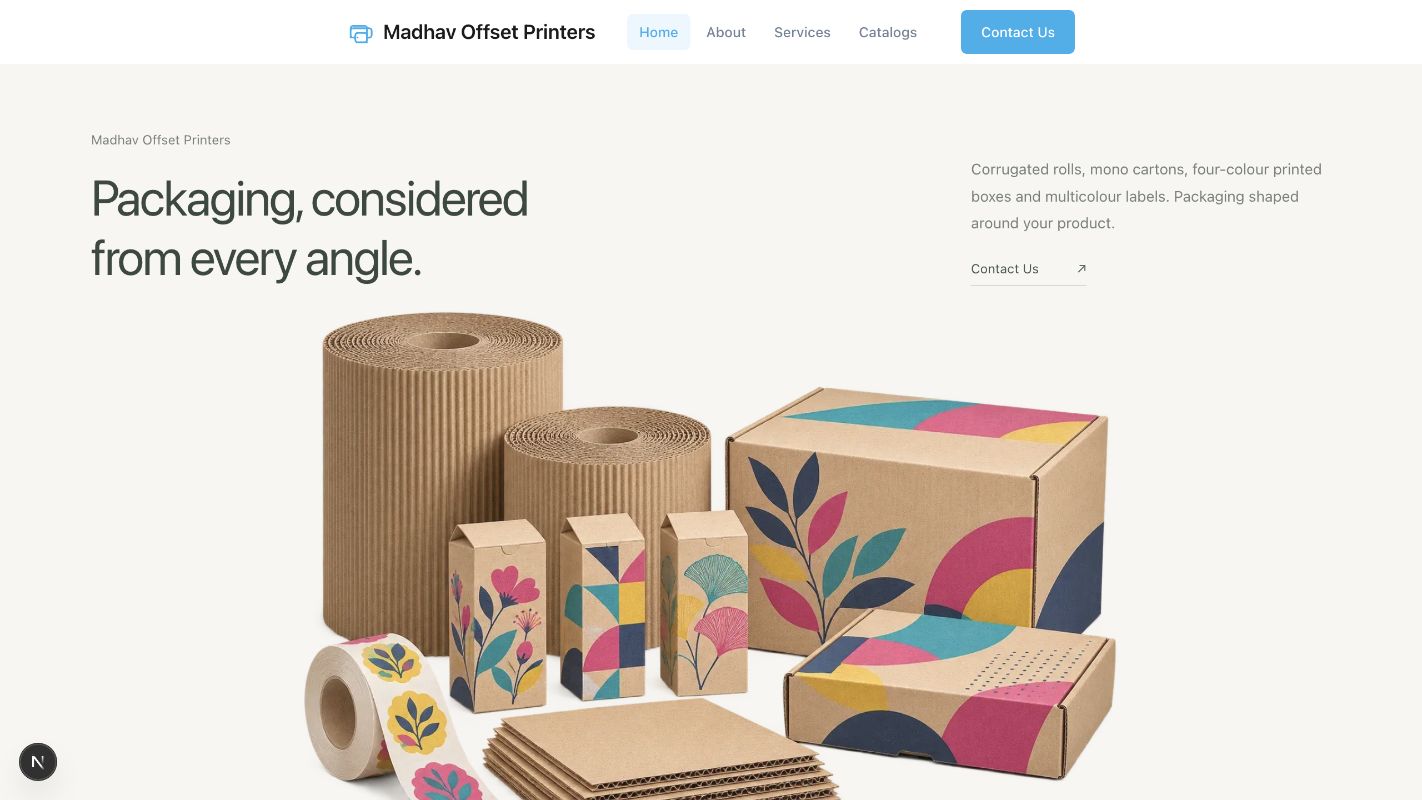 Madhav Offset Printers
Home
About
Services
Catalogs
Contact Us
Madhav Offset Printers
Packaging, considered
from every angle.
Corrugated rolls, mono cartons, four-colour printed
boxes and multicolour labels. Packaging shaped
around your product.
Contact Us
N